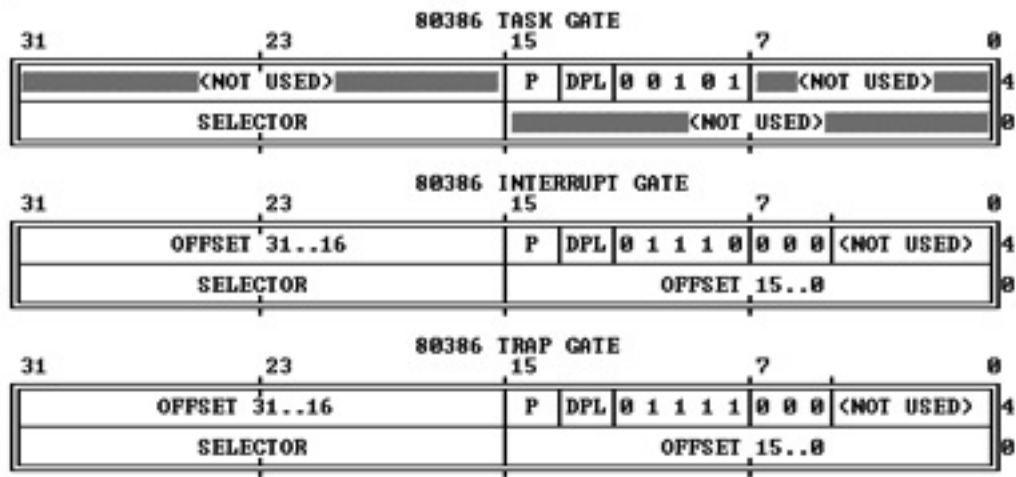 80386 TASK GATE
31 23 15 7 0
(NOT USED) P DPL 0 0 1 0 1 (NOT USED) 4
SELECTOR (NOT USED) 0
80386 INTERRUPT GATE
31 23 15 7 0
OFFSET 31..16 P DPL 0 1 1 1 0 0 0 0 (NOT USED) 4
SELECTOR OFFSET 15..0 0
80386 TRAP GATE
31 23 15 7 0
OFFSET 31..16 P DPL 0 1 1 1 1 0 0 0 (NOT USED) 4
SELECTOR OFFSET 15..0 0